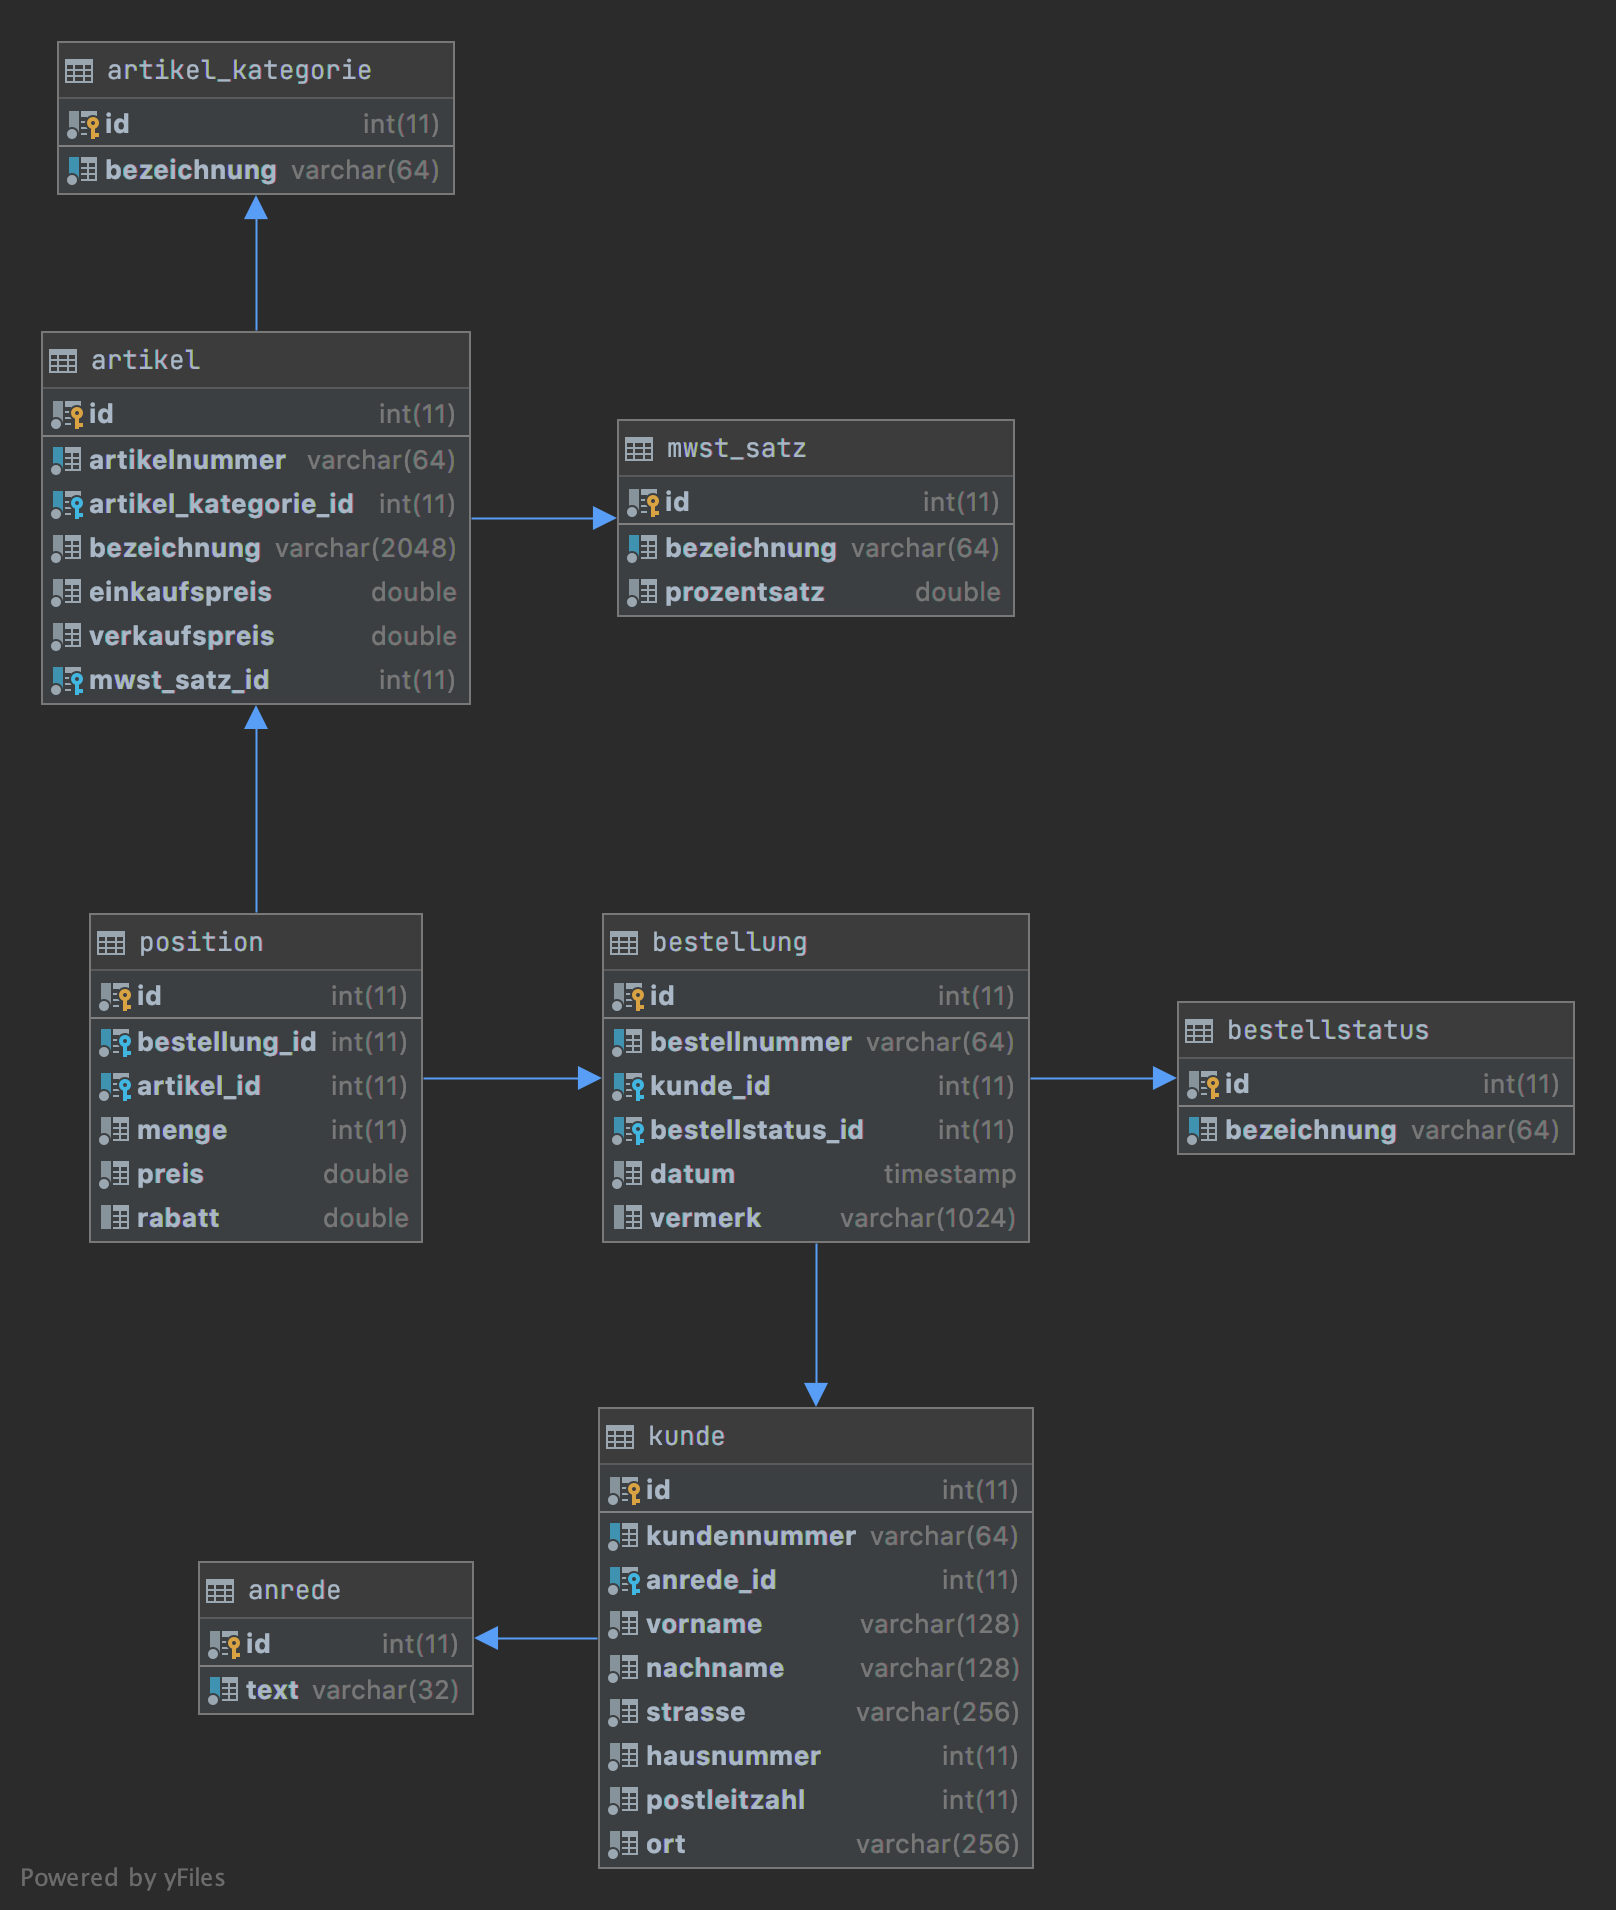 artikel_kategorie
id int(11)
bezeichnung varchar(64)
artikel
id int(11)
artikelnummer varchar(64)
artikel_kategorie_id int(11)
bezeichnung varchar(2048)
einkaufspreis double
verkaufspreis double
mwst_satz_id int(11)
mwst_satz
id int(11)
bezeichnung varchar(64)
prozentsatz double
position
id int(11)
bestellung_id int(11)
artikel_id int(11)
menge int(11)
preis double
rabatt double
bestellung
id int(11)
bestellnummer varchar(64)
kunde_id int(11)
bestellstatus_id int(11)
datum timestamp
vermerk varchar(1024)
bestellstatus
id int(11)
bezeichnung varchar(64)
kunde
id int(11)
kundennummer varchar(64)
anrede_id int(11)
vorname varchar(128)
nachname varchar(128)
strasse varchar(256)
hausnummer int(11)
postleitzahl int(11)
ort varchar(256)
anrede
id int(11)
text varchar(32)
Powered by yFiles